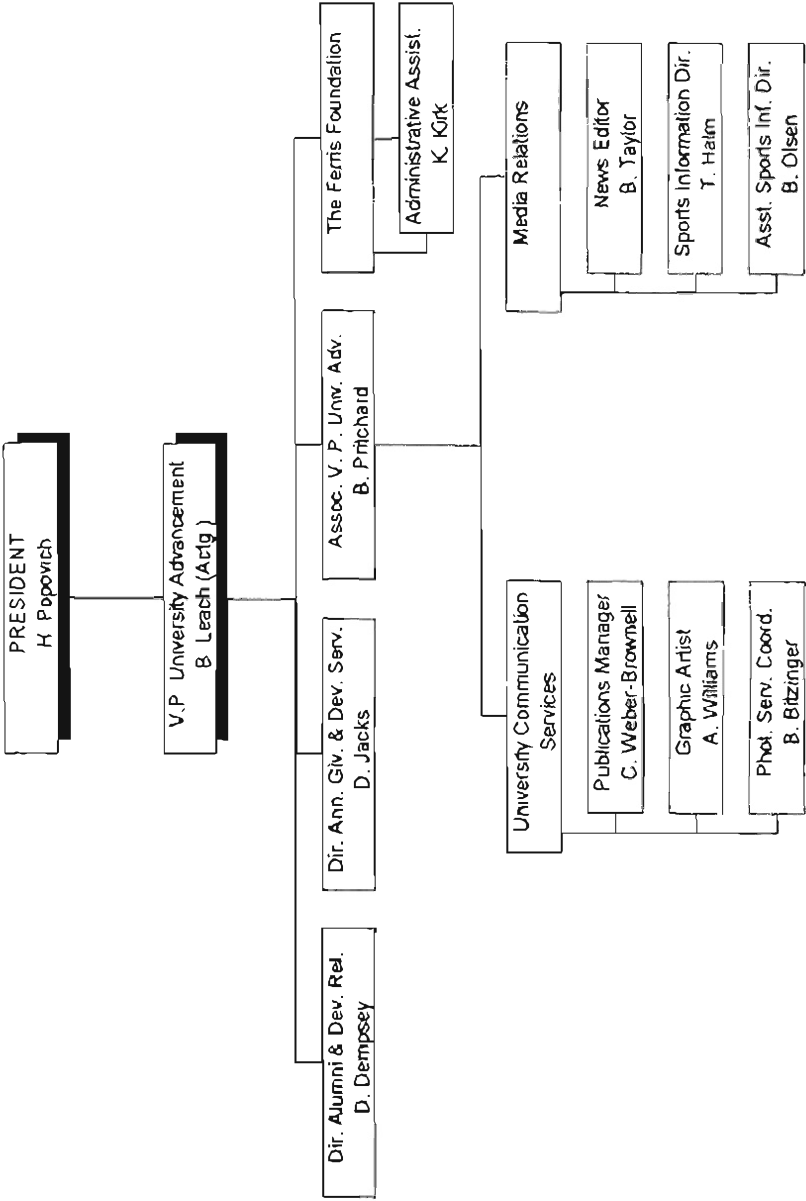 PRESIDENT
H Popovich
V.P University Advancement
B Leach (Actg)
Dir. Alumni & Dev. Rel.
D. Dempsey
Dir. Ann. Giv. & Dev. Serv.
D. Jacks
Assoc. V. P. Univ. Adv.
B. Pritchard
The Ferris Foundation
Administrative Assist.
K. Kirk
University Communication
Services
Publications Manager
C. Weber-Brownell
Graphic Artist
A. Williams
Phot. Serv. Coord.
B. Bitzinger
Media Relations
News Editor
B. Taylor
Sports Information Dir.
T. Halm
Asst. Sports Inf. Dir.
B. Olsen